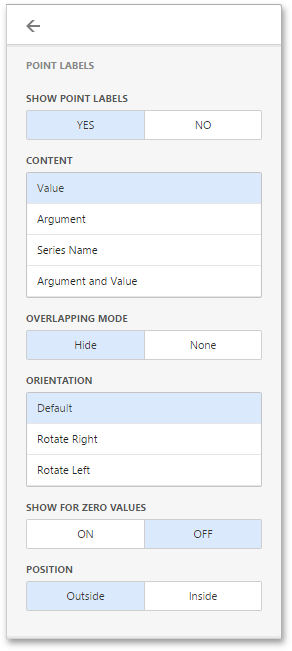 POINT LABELS
SHOW POINT LABELS
YES NO
CONTENT
Value
Argument
Series Name
Argument and Value
OVERLAPPING MODE
Hide None
ORIENTATION
Default
Rotate Right
Rotate Left
SHOW FOR ZERO VALUES
ON OFF
POSITION
Outside Inside